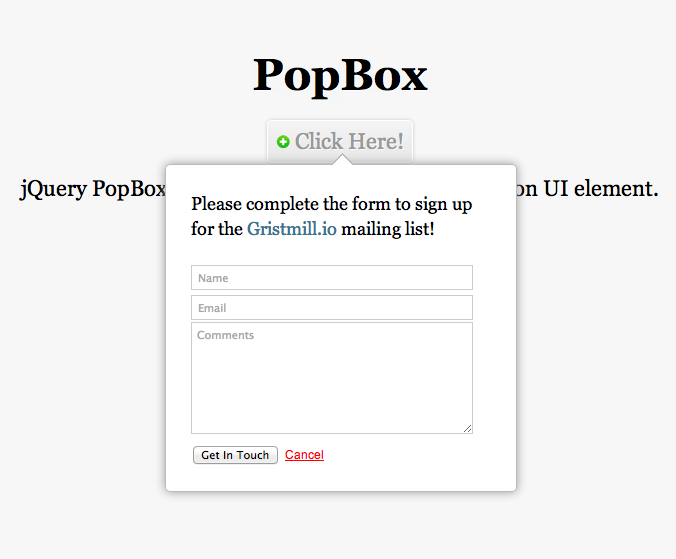 PopBox
Click Here!
jQuery PopBox on UI element.
Please complete the form to sign up
for the Gristmill.io mailing list!
Name
Email
Comments
Get In Touch Cancel